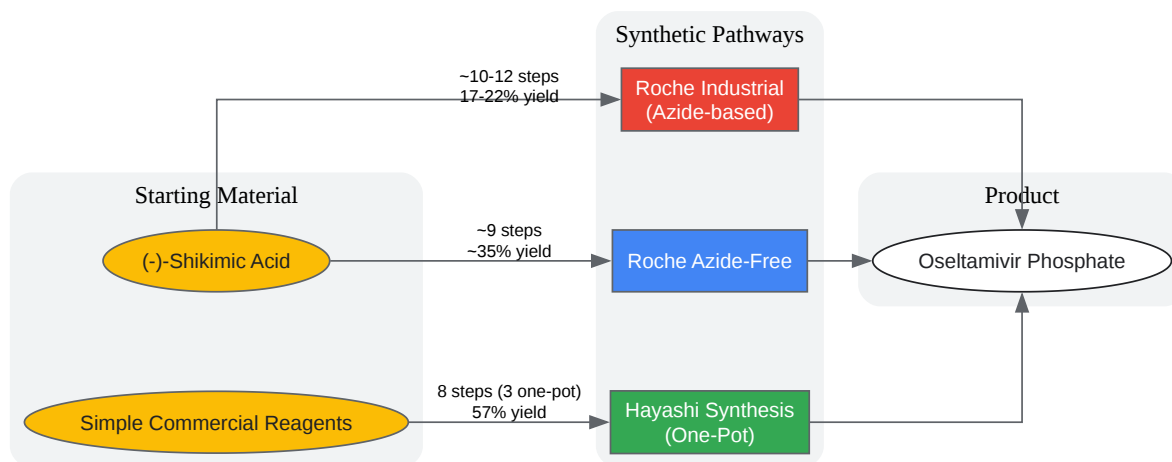 Synthetic Pathways
~10-12 steps
17-22% yield
Roche Industrial
(Azide-based)
Starting Material
Product
(-)-Shikimic Acid
~9 steps
~35% yield
Roche Azide-Free
Oseltamivir Phosphate
Simple Commercial Reagents
8 steps (3 one-pot)
57% yield
Hayashi Synthesis
(One-Pot)